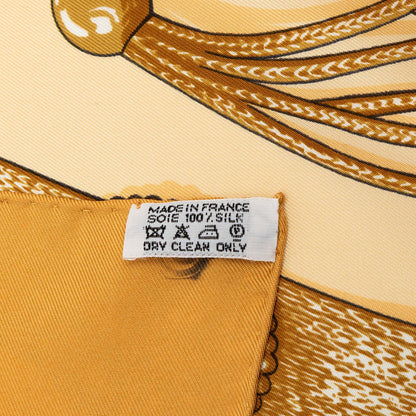 MADE IN FRANCE
SOIE 100% SILK
DRY CLEAN ONLY